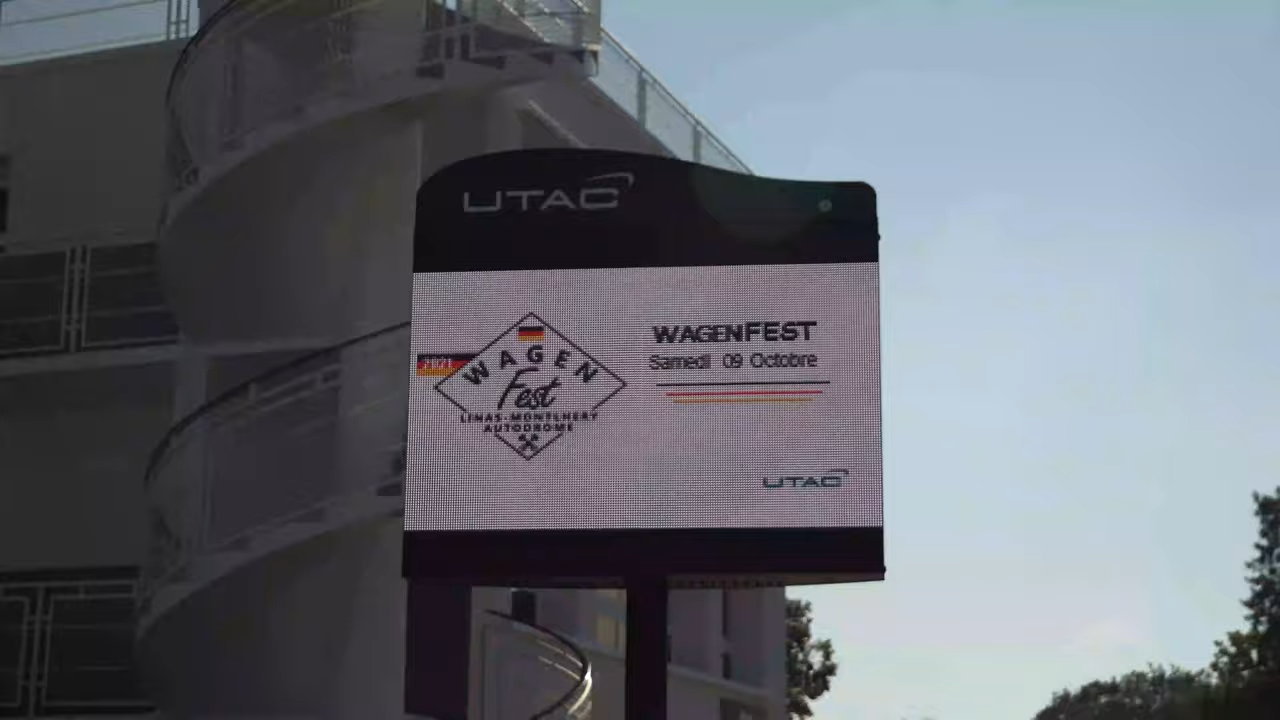 UTAC
2021
WAGEN
Fest
LINAS-MONTLHERY
AUTODROME
WAGENFEST
Samedi 09 Octobre
UTAC